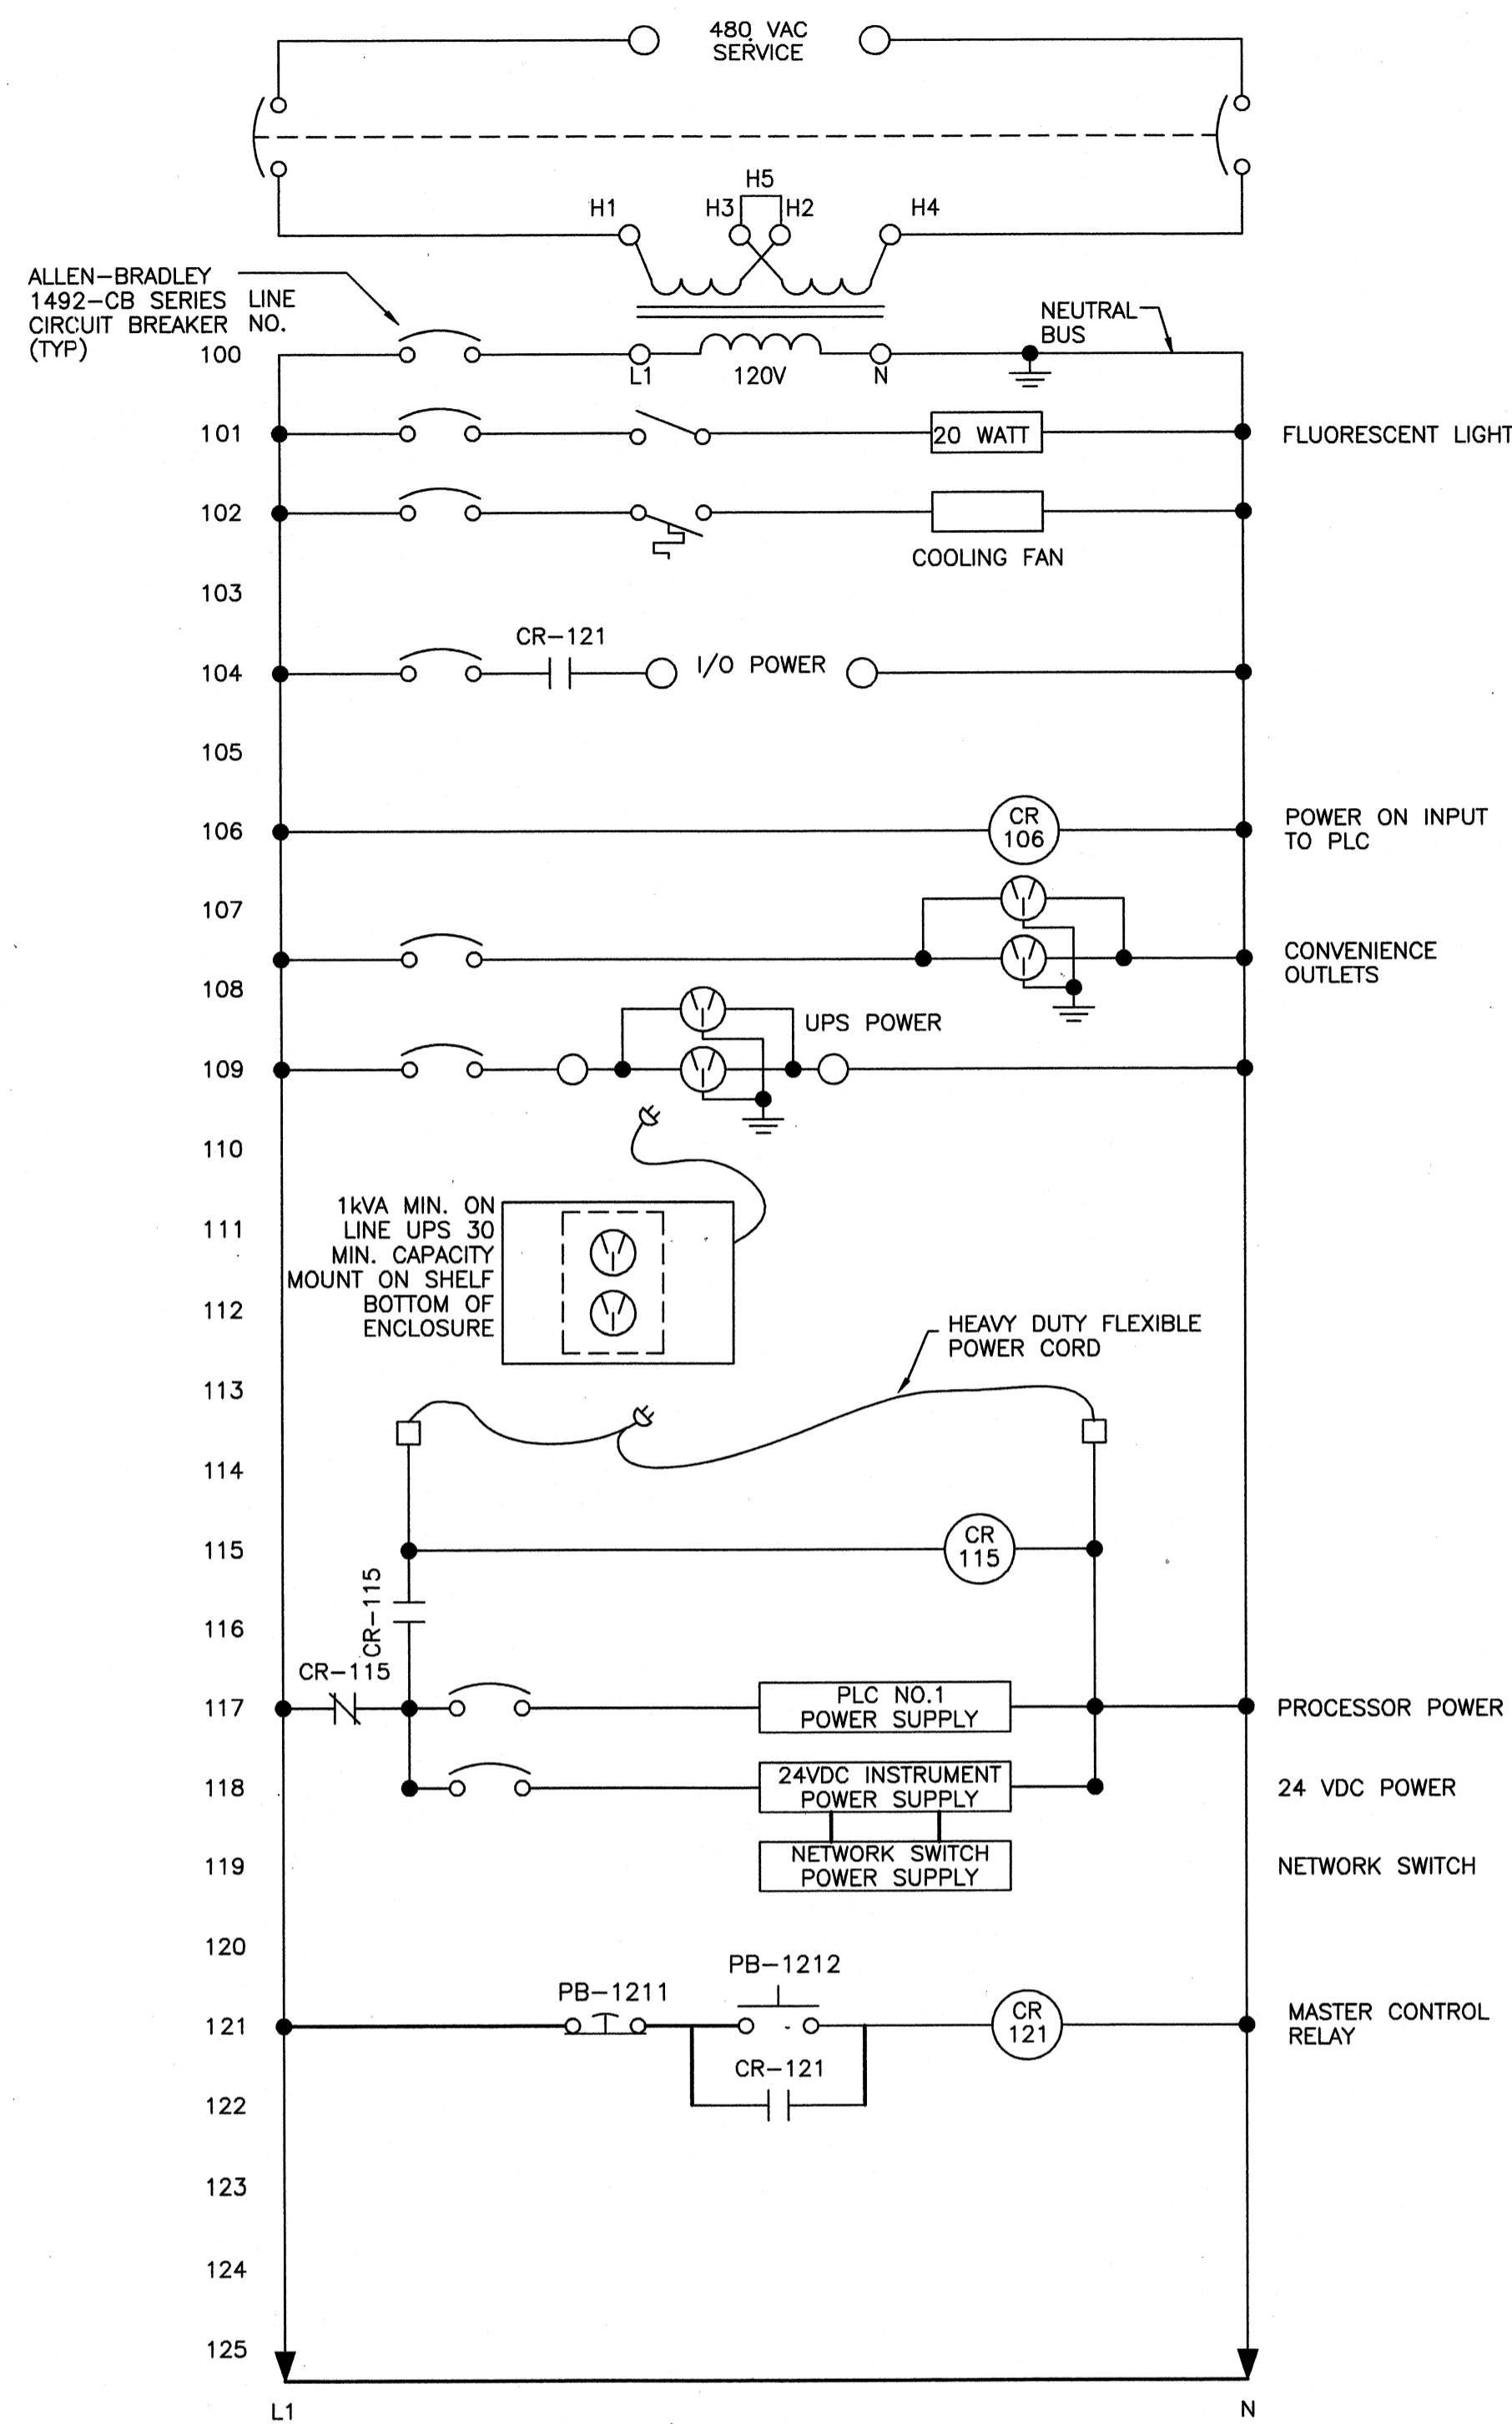 480 VAC
SERVICE
H5
H1
H3
H2
H4
ALLEN-BRADLEY
1492-CB SERIES
CIRCUIT BREAKER
(TYP)
LINE
NO.
NEUTRAL
BUS
100
L1
120V
N
101
20 WATT
FLUORESCENT LIGHT
102
COOLING FAN
103
CR-121
104
I/O POWER
105
106
CR
106
POWER ON INPUT
TO PLC
107
CONVENIENCE
OUTLETS
108
UPS POWER
109
110
1kVA MIN. ON
LINE UPS 30
MIN. CAPACITY
MOUNT ON SHELF
BOTTOM OF
ENCLOSURE
111
112
HEAVY DUTY FLEXIBLE
POWER CORD
113
114
115
CR
115
CR-115
116
CR-115
117
PLC NO.1
POWER SUPPLY
PROCESSOR POWER
118
24VDC INSTRUMENT
POWER SUPPLY
24 VDC POWER
119
NETWORK SWITCH
POWER SUPPLY
NETWORK SWITCH
120
PB-1211
PB-1212
121
CR
121
MASTER CONTROL
RELAY
CR-121
122
123
124
125
L1
N